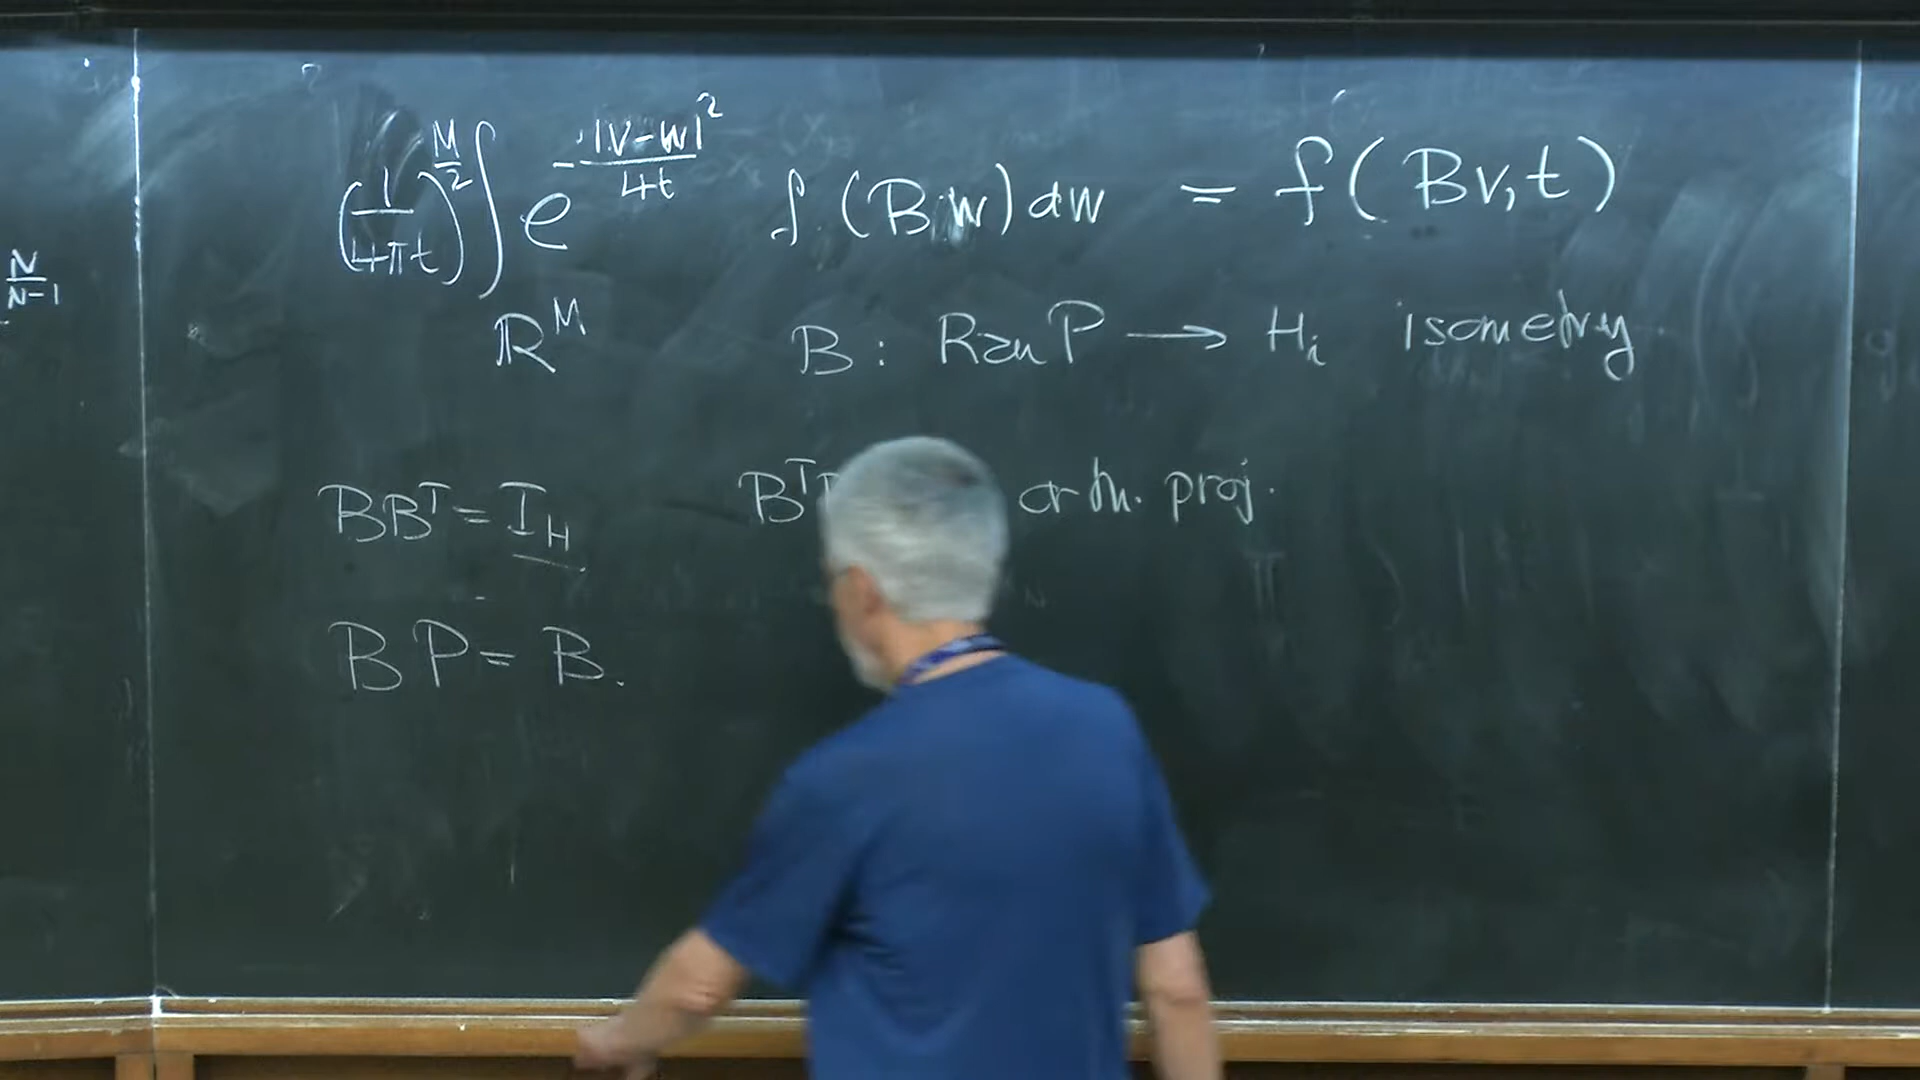 N/(N-1)
(1/(4πt))^(M/2) ∫_(ℝ^M) e^(-|v-w|²/(4t)) f(Bw)dw = f(Bv,t)
B: Ran P ⟶ H_i isometry
BB^T = I_H B^T orth. proj.
BP = B.